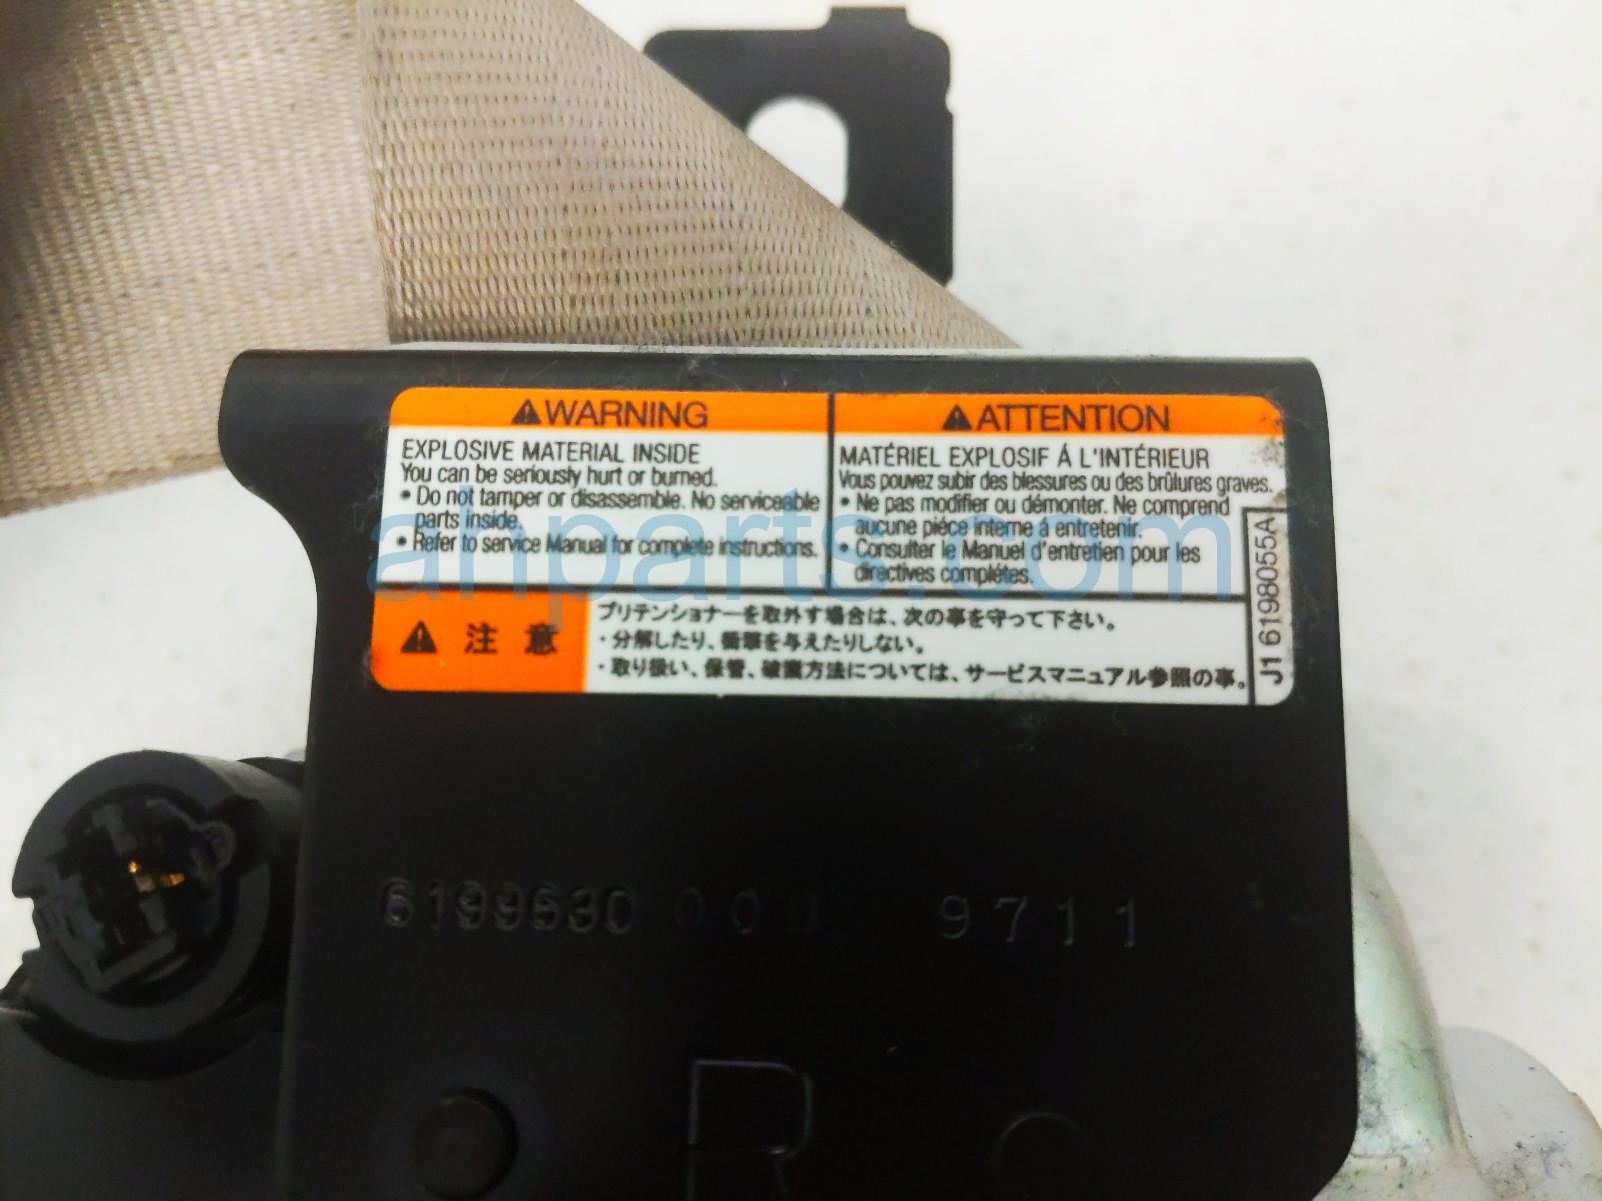 ⚠WARNING
EXPLOSIVE MATERIAL INSIDE
You can be seriously hurt or burned.
• Do not tamper or disassemble. No serviceable
parts inside.
• Refer to service Manual for complete instructions.
⚠ATTENTION
MATÉRIEL EXPLOSIF Á L'INTÉRIEUR
Vous pouvez subir des blessures ou des brûlures graves.
• Ne pas modifier ou démonter. Ne comprend
aucune piéce interne á entretenir.
• Consulter le Manuel d'entretien pour les
directives complétes.
⚠ 注 意
プリテンショナーを取外す場合は、次の事を守って下さい。
・分解したり、衝撃を与えたりしない。
・取り扱い、保管、破棄方法については、サービスマニュアル参照の事。
J1 6198055A
ahparts.com
9711
R